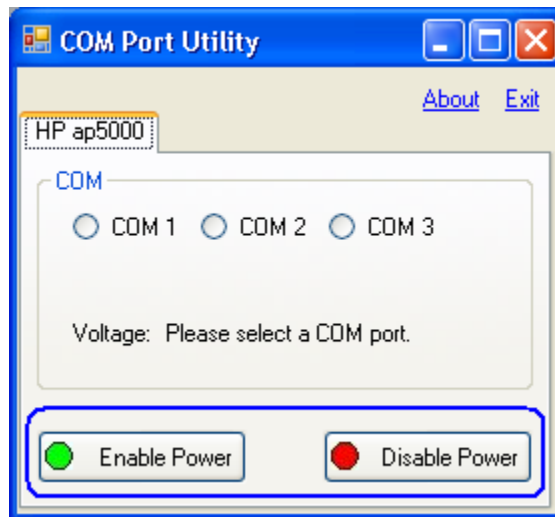 COM Port Utility
About Exit
HP ap5000
COM
COM 1 COM 2 COM 3
Voltage: Please select a COM port.
Enable Power Disable Power